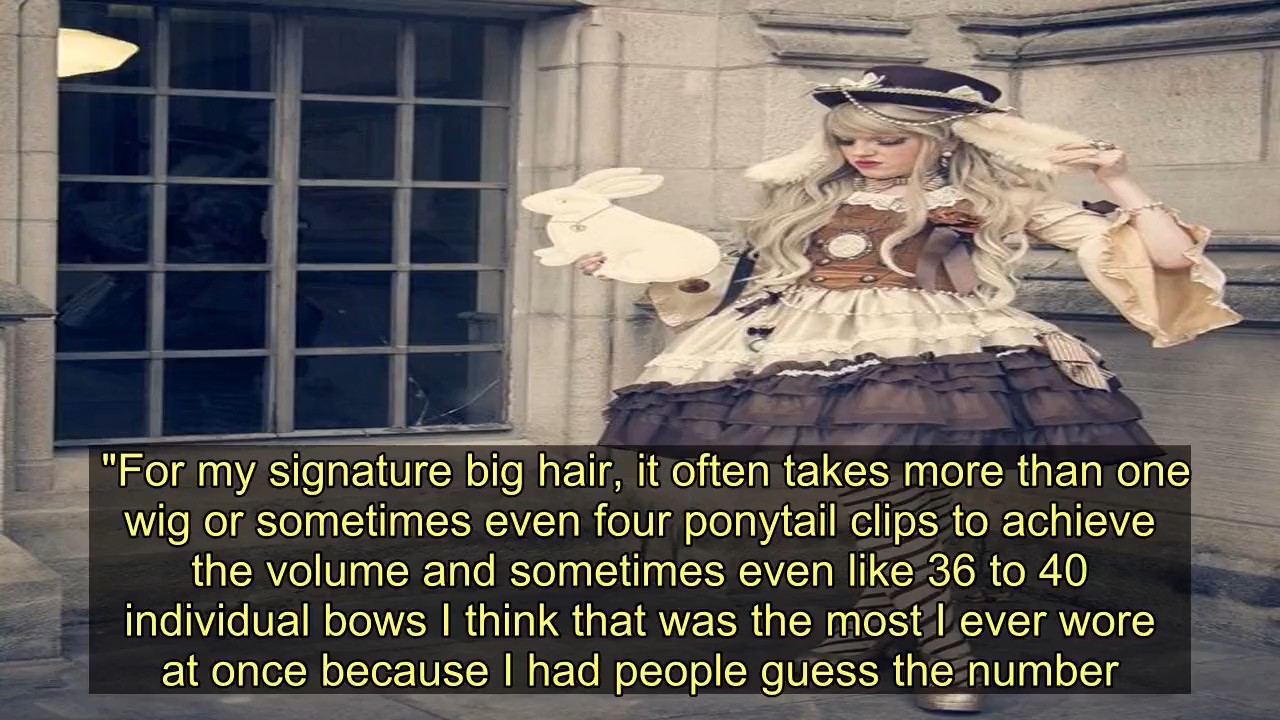 "For my signature big hair, it often takes more than one
wig or sometimes even four ponytail clips to achieve
the volume and sometimes even like 36 to 40
individual bows I think that was the most I ever wore
at once because I had people guess the number